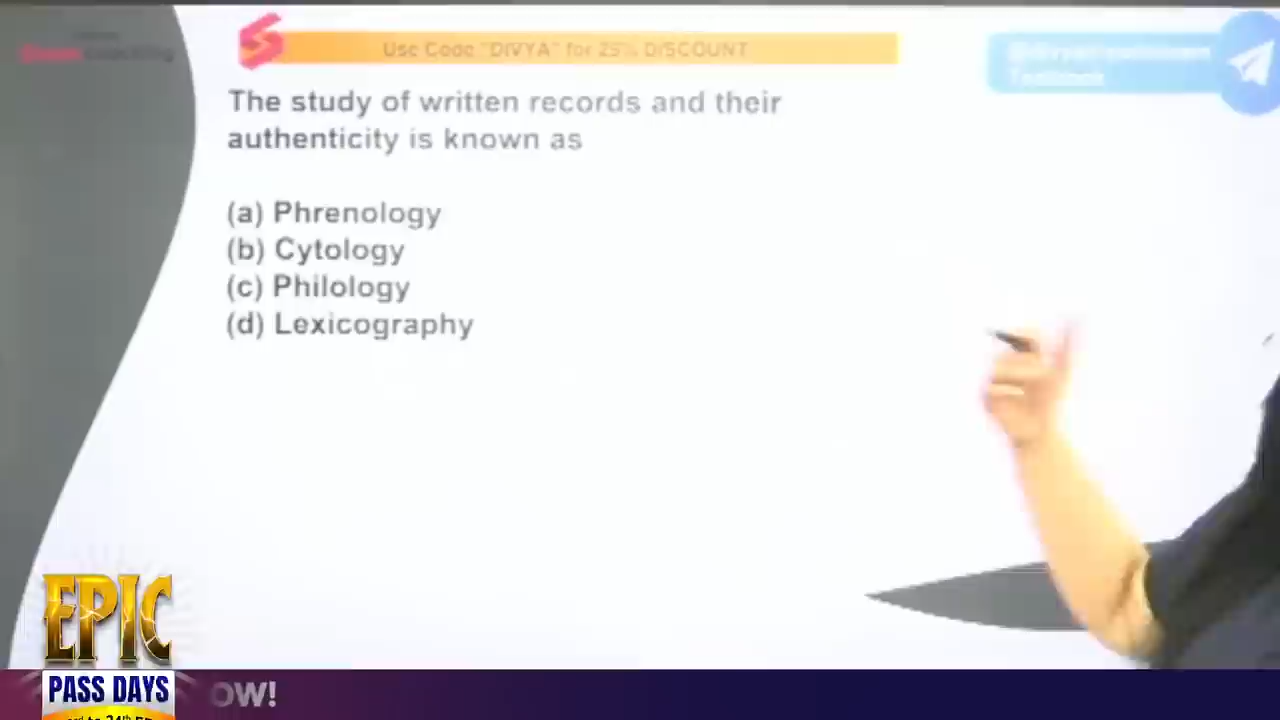 Use Code "DIVYA" for 25% DISCOUNT
The study of written records and their
authenticity is known as
(a) Phrenology
(b) Cytology
(c) Philology
(d) Lexicography
EPIC
PASS DAYS
OW!